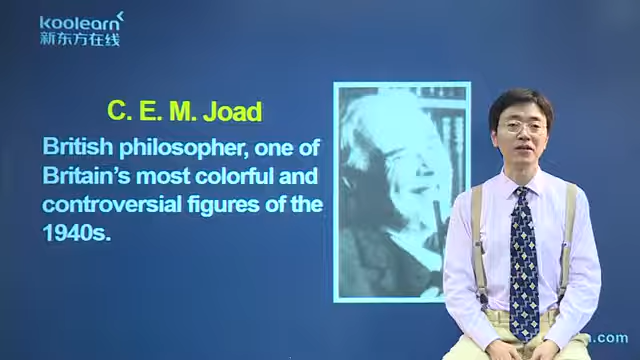 koolearn
新东方在线
C. E. M. Joad
British philosopher, one of
Britain's most colorful and
controversial figures of the
1940s.
.com